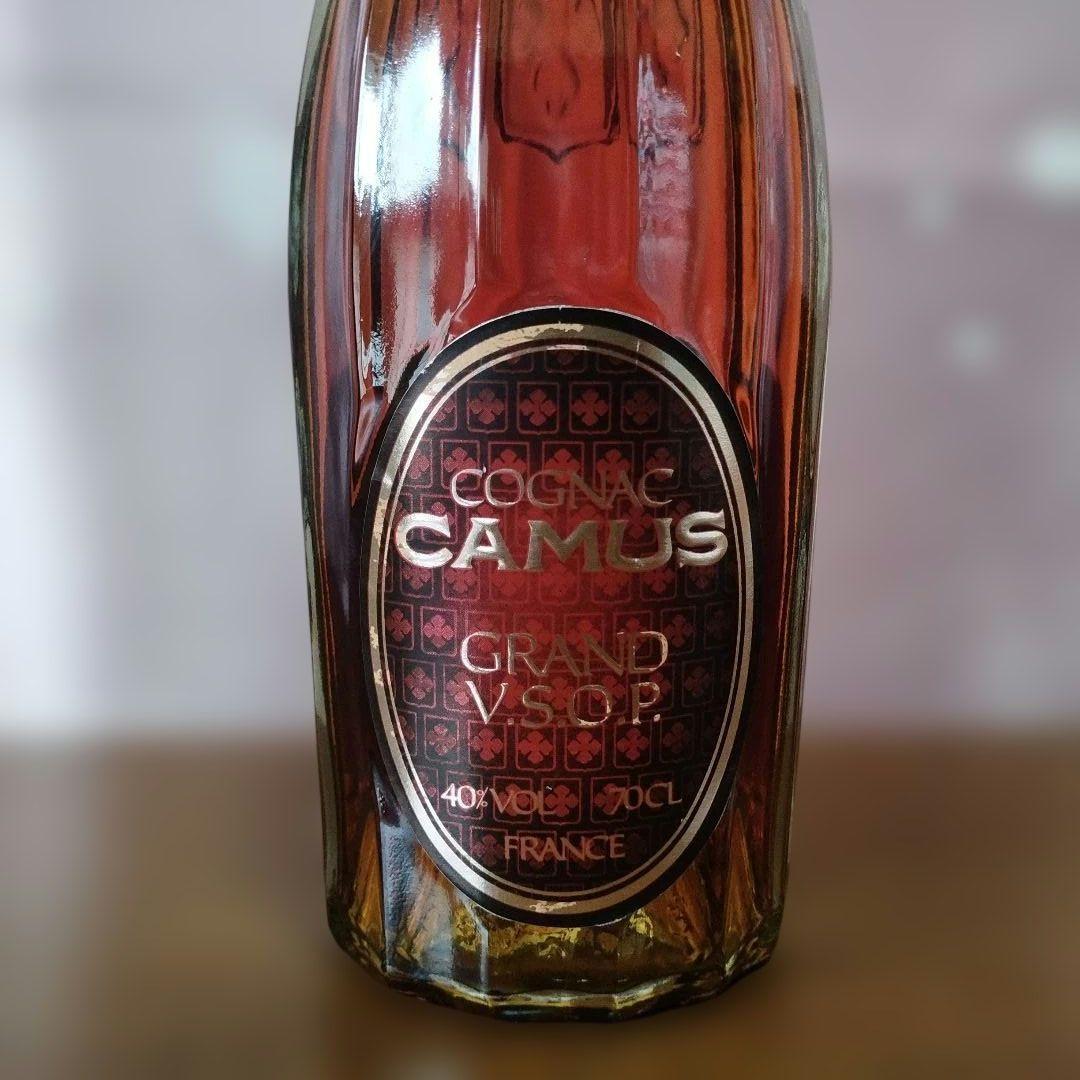 COGNAC
CAMUS
GRAND
V.S.O.P.
40% VOL 70CL
FRANCE